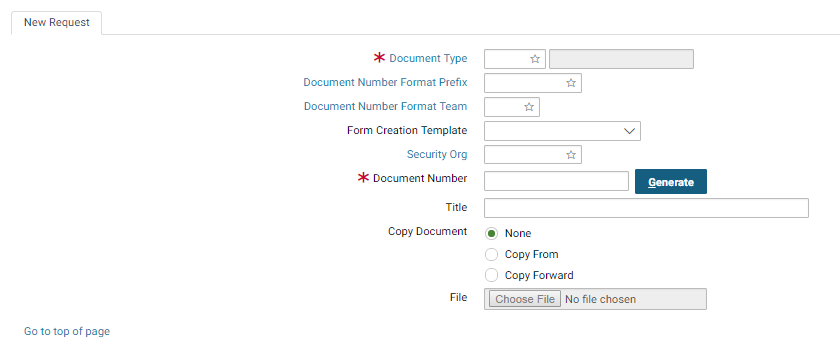 New Request
* Document Type
Document Number Format Prefix
Document Number Format Team
Form Creation Template
Security Org
* Document Number Generate
Title
Copy Document None
Copy From
Copy Forward
File Choose File No file chosen
Go to top of page